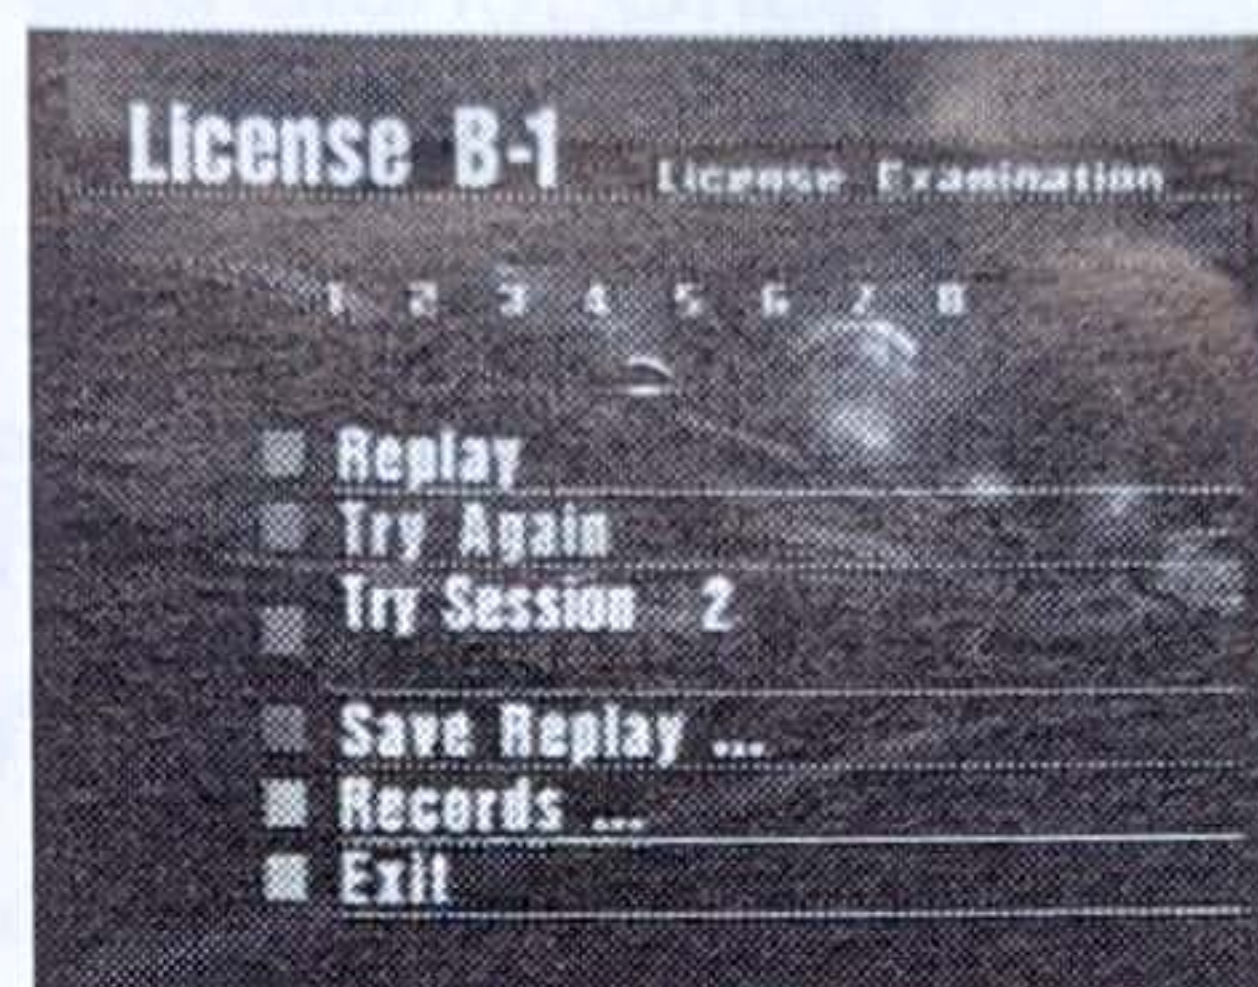 License B-1 License Examination
1 2 3 4 5 6 7 8
Replay
Try Again
Try Session 2
Save Replay ...
Records ...
Exit